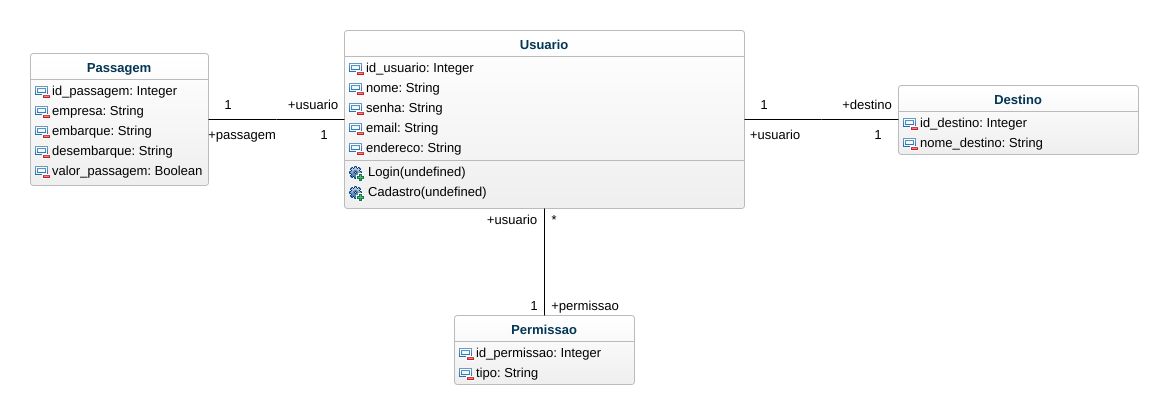 Usuario
id_usuario: Integer
nome: String
senha: String
email: String
endereco: String
Login(undefined)
Cadastro(undefined)
Passagem
id_passagem: Integer
empresa: String
embarque: String
desembarque: String
valor_passagem: Boolean
1 +usuario
+passagem 1
1 +destino
+usuario 1
Destino
id_destino: Integer
nome_destino: String
+usuario *
1 +permissao
Permissao
id_permissao: Integer
tipo: String